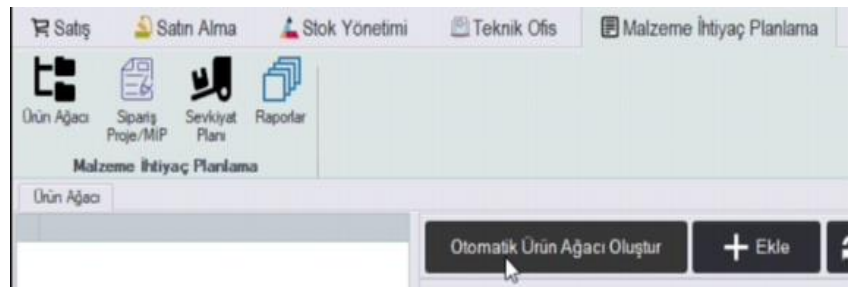 Satış Satın Alma Stok Yönetimi Teknik Ofis Malzeme İhtiyaç Planlama
Ürün Ağacı Sipariş Proje/MİP Sevkiyat Planı Raporlar
Malzeme İhtiyaç Planlama
Ürün Ağacı
Otomatik Ürün Ağacı Oluştur Ekle